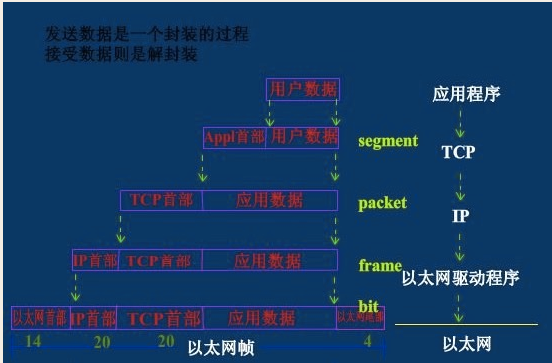 发送数据是一个封装的过程
接受数据则是解封装
用户数据
应用程序
Appl首部 用户数据 segment
TCP
TCP首部 应用数据 packet
IP
IP首部 TCP首部 应用数据 frame
以太网驱动程序
bit
以太网首部 IP首部 TCP首部 应用数据 以太网尾部
14 20 20 4
以太网帧
以太网